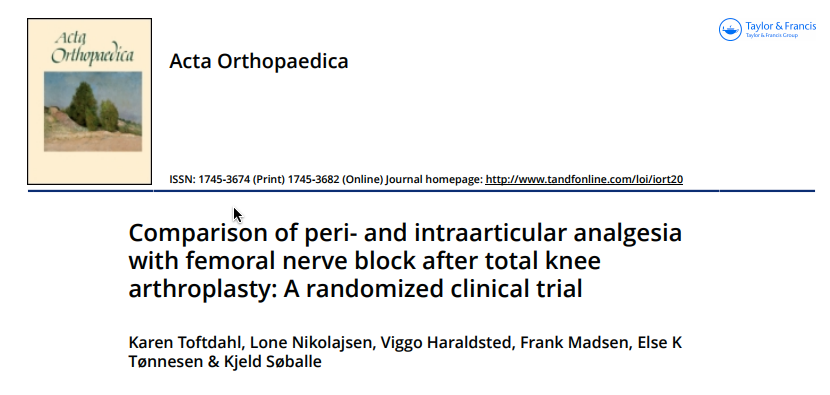 Acta
Orthopaedica
Acta Orthopaedica
Taylor & Francis
Taylor & Francis Group
ISSN: 1745-3674 (Print) 1745-3682 (Online) Journal homepage: http://www.tandfonline.com/loi/iort20
Comparison of peri- and intraarticular analgesia
with femoral nerve block after total knee
arthroplasty: A randomized clinical trial
Karen Toftdahl, Lone Nikolajsen, Viggo Haraldsted, Frank Madsen, Else K
Tønnesen & Kjeld Søballe